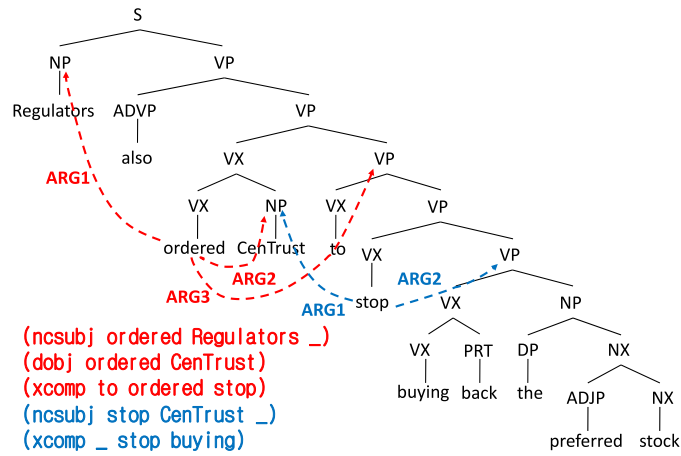 S
NP VP
Regulators ADVP VP
also VX VP
ARG1
VX NP VX VP
ordered CenTrust to VX VP
ARG2 ARG2
ARG3 ARG1 stop VX NP
(ncsubj ordered Regulators _)
(dobj ordered CenTrust)
VX PRT DP NX
(xcomp to ordered stop)
buying back the ADJP NX
(ncsubj stop CenTrust _)
(xcomp _ stop buying)
preferred stock